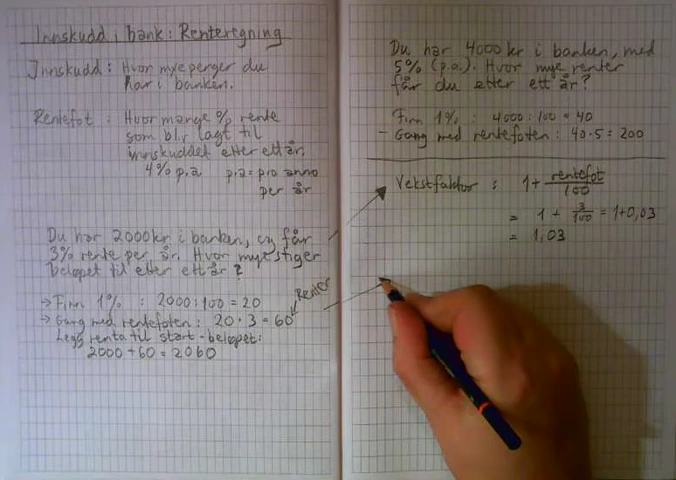 Innskudd i bank: Renteregning
Innskudd: Hvor mye penger du
har i banken.
Rentefot: Hvor mange % rente
som blir lagt til
innskuddet etter ett år.
4% p.a p.a = pro anno
per år
Du har 2000 kr i banken, og får
3% rente per år. Hvor mye stiger
beløpet til etter ett år?
→ Finn 1% : 2000:100 = 20
→ Gang med rentefoten: 20 · 3 = 60
Renter
Legg renta til start-beløpet:
2000 + 60 = 2060
Du har 4000 kr i banken, med
5% (p.a.). Hvor mye renter
får du etter ett år?
Finn 1% : 4000:100 = 40
- Gang med rentefoten: 40·5 = 200
Vekstfaktor : 1 + rentefot/100
= 1 + 3/100 = 1+0,03
= 1,03